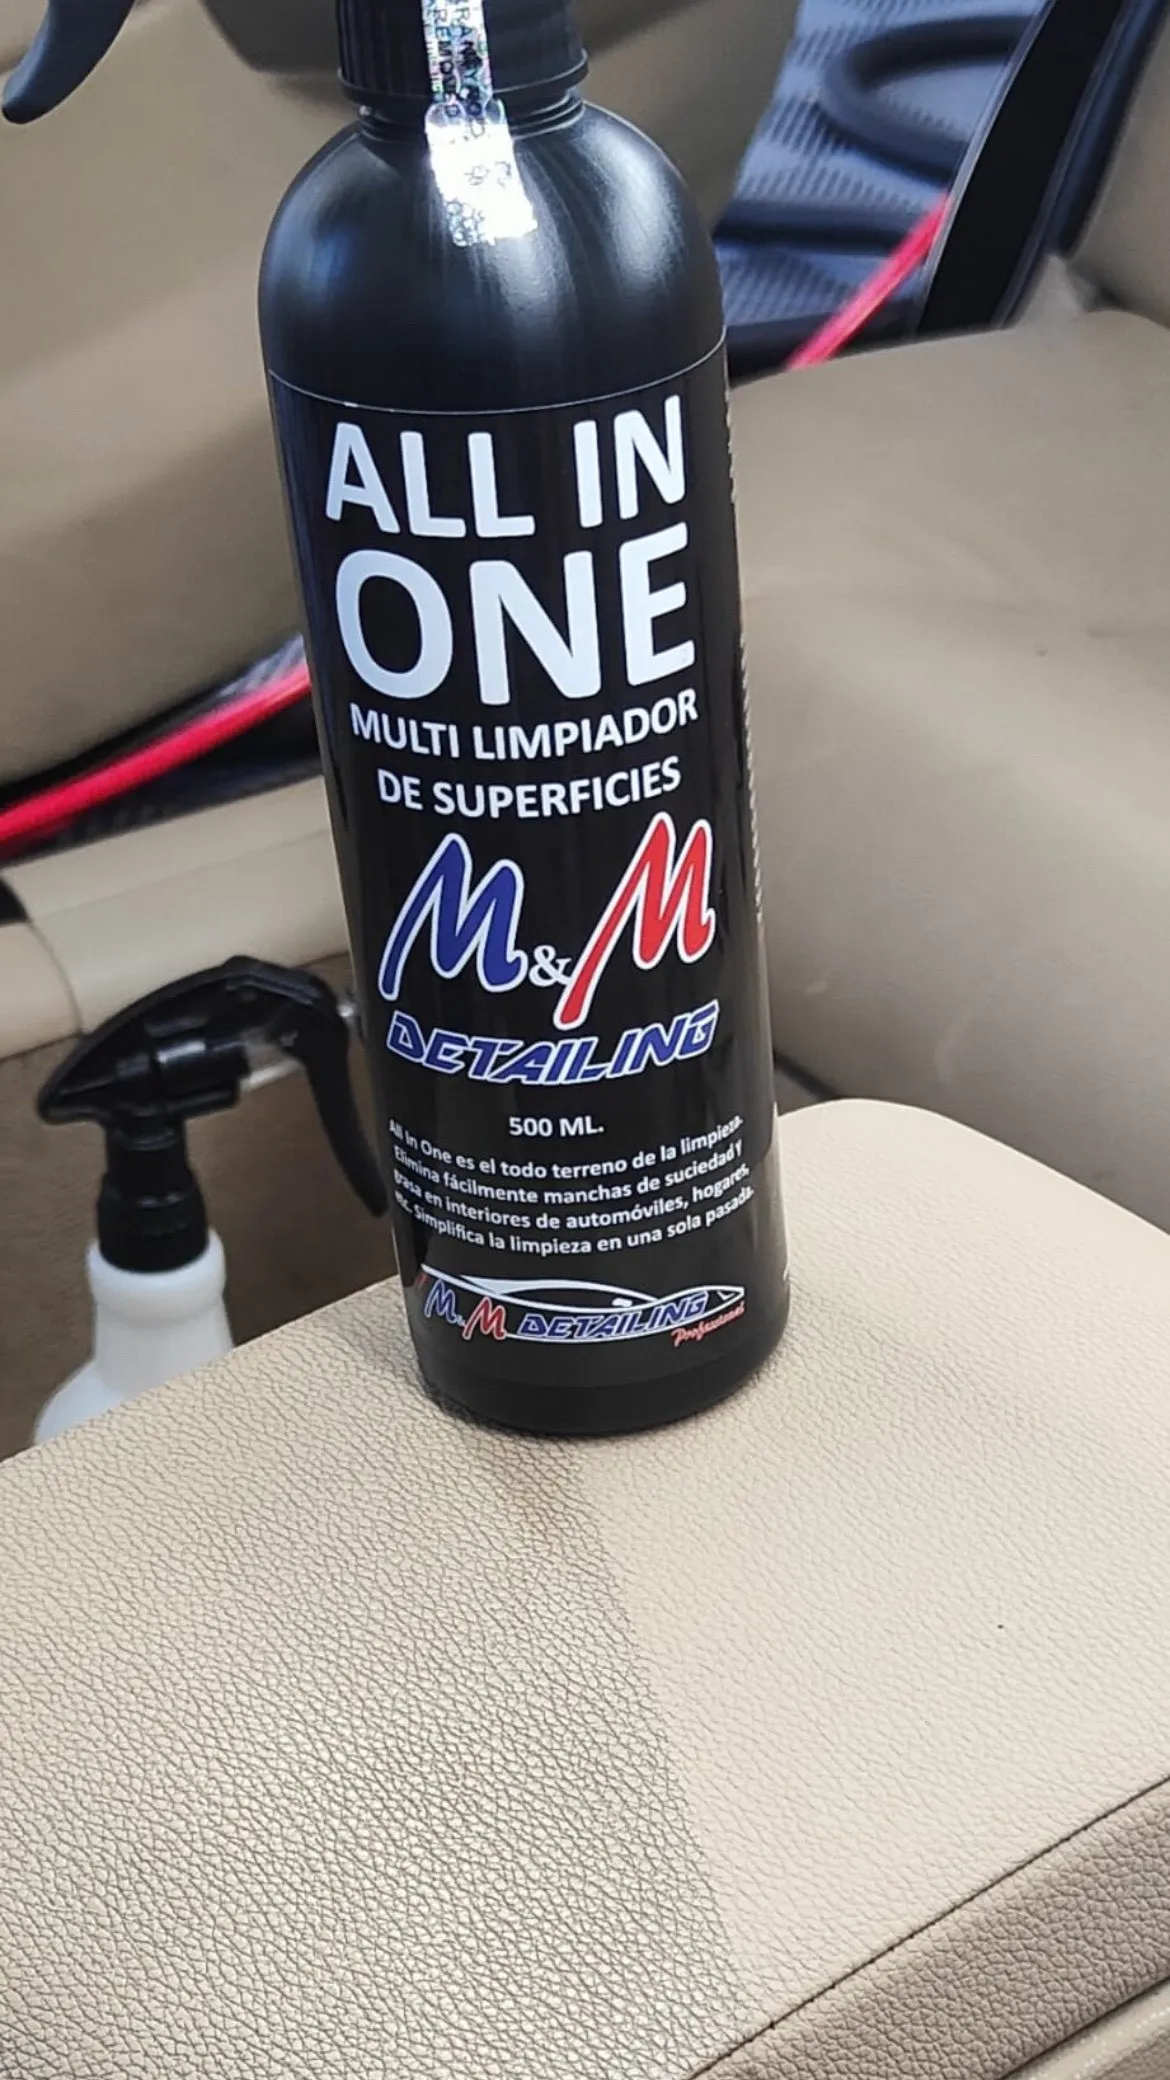 ALL IN
ONE
MULTI LIMPIADOR
DE SUPERFICIES
M&M
DETAILING
500 ML.
All In One es el todo terreno de la limpieza.
Elimina fácilmente manchas de suciedad y
grasa en interiores de automóviles, hogares,
etc. Simplifica la limpieza en una sola pasada.
M&M DETAILING
Professional